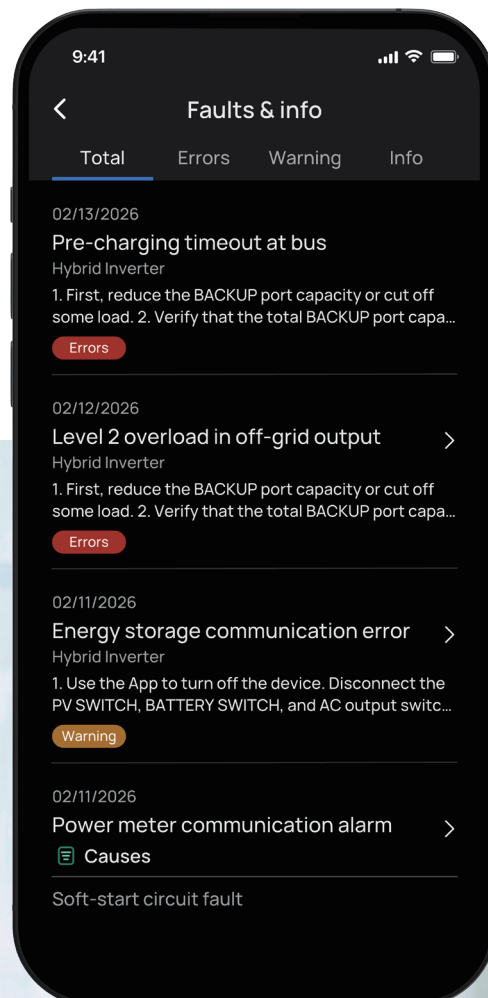 9:41
Faults & info
Total Errors Warning Info
02/13/2026
Pre-charging timeout at bus
Hybrid Inverter
1. First, reduce the BACKUP port capacity or cut off
some load. 2. Verify that the total BACKUP port capa...
Errors
02/12/2026
Level 2 overload in off-grid output
Hybrid Inverter
1. First, reduce the BACKUP port capacity or cut off
some load. 2. Verify that the total BACKUP port capa...
Errors
02/11/2026
Energy storage communication error
Hybrid Inverter
1. Use the App to turn off the device. Disconnect the
PV SWITCH, BATTERY SWITCH, and AC output switc...
Warning
02/11/2026
Power meter communication alarm
Causes
Soft-start circuit fault